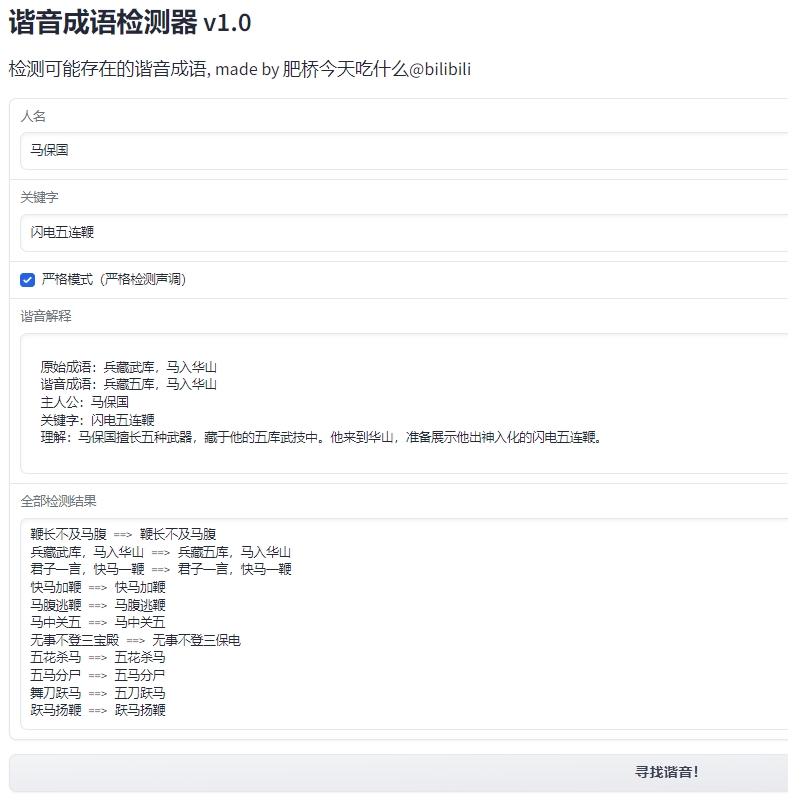 谐音成语检测器 v1.0
检测可能存在的谐音成语, made by 肥桥今天吃什么@bilibili
人名
马保国
关键字
闪电五连鞭
严格模式（严格检测声调）
谐音解释
原始成语：兵藏武库，马入华山
谐音成语：兵藏五库，马入华山
主人公：马保国
关键字：闪电五连鞭
理解：马保国擅长五种武器，藏于他的五库武技中。他来到华山，准备展示他出神入化的闪电五连鞭。
全部检测结果
鞭长不及马腹 ==> 鞭长不及马腹
兵藏武库，马入华山 ==> 兵藏五库，马入华山
君子一言，快马一鞭 ==> 君子一言，快马一鞭
快马加鞭 ==> 快马加鞭
马腹逃鞭 ==> 马腹逃鞭
马中关五 ==> 马中关五
无事不登三宝殿 ==> 无事不登三保电
五花杀马 ==> 五花杀马
五马分尸 ==> 五马分尸
舞刀跃马 ==> 五刀跃马
跃马扬鞭 ==> 跃马扬鞭
寻找谐音！